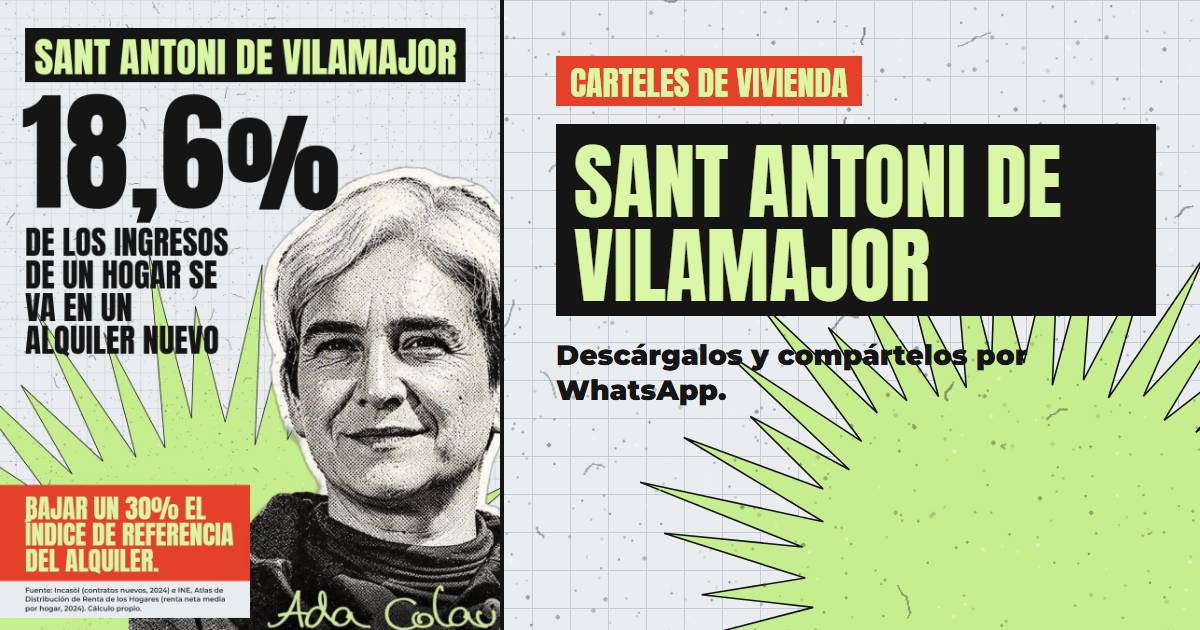 SANT ANTONI DE VILAMAJOR
18,6%
DE LOS INGRESOS
DE UN HOGAR SE
VA EN UN
ALQUILER NUEVO
BAJAR UN 30% EL
ÍNDICE DE REFERENCIA
DEL ALQUILER.
Fuente: Incasòl (contratos nuevos, 2024) e INE, Atlas de
Distribución de Renta de los Hogares (renta neta media
por hogar, 2024). Cálculo propio.
Ada Colau
CARTELES DE VIVIENDA
SANT ANTONI DE
VILAMAJOR
Descárgalos y compártelos por
WhatsApp.